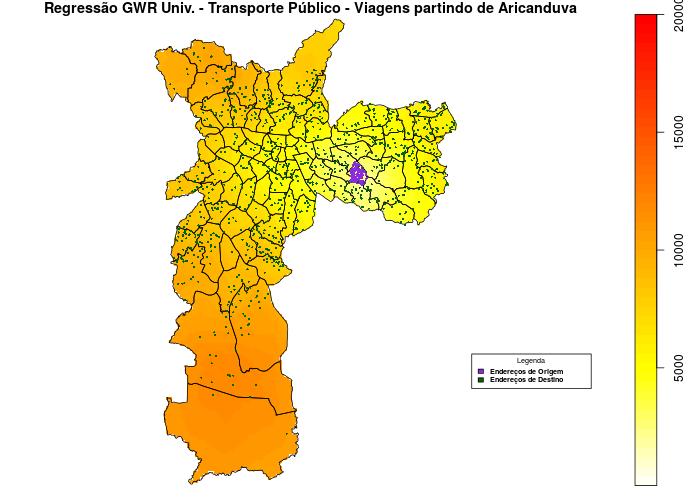 Regressão GWR Univ. - Transporte Público - Viagens partindo de Aricanduva
20000
15000
10000
5000
Legenda
Endereços de Origem
Endereços de Destino